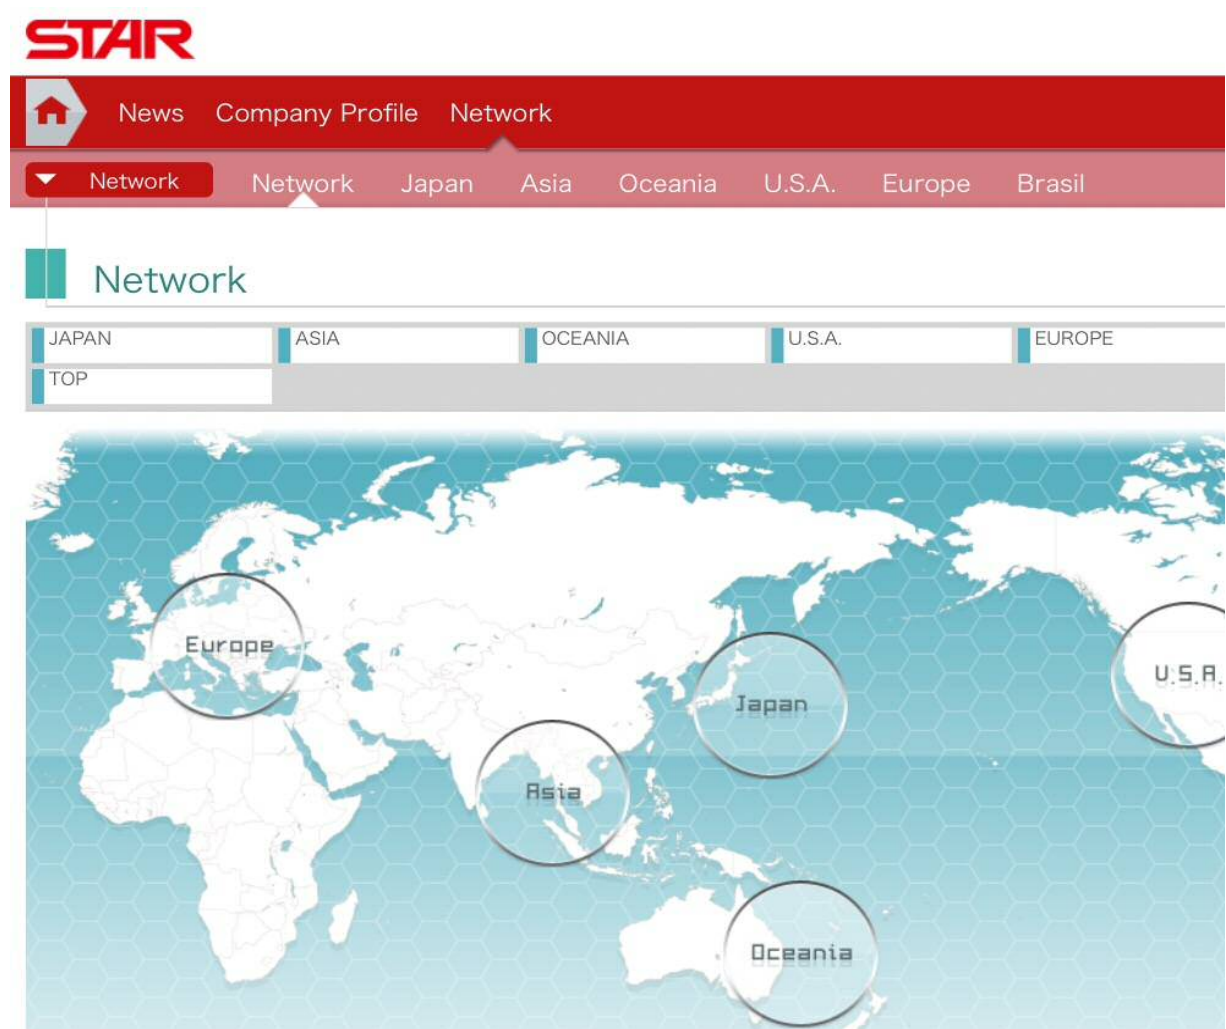 STAR
News Company Profile Network
Network Network Japan Asia Oceania U.S.A. Europe Brasil
Network
JAPAN ASIA OCEANIA U.S.A. EUROPE
TOP
Europe
U.S.A.
Japan
Asia
Oceania